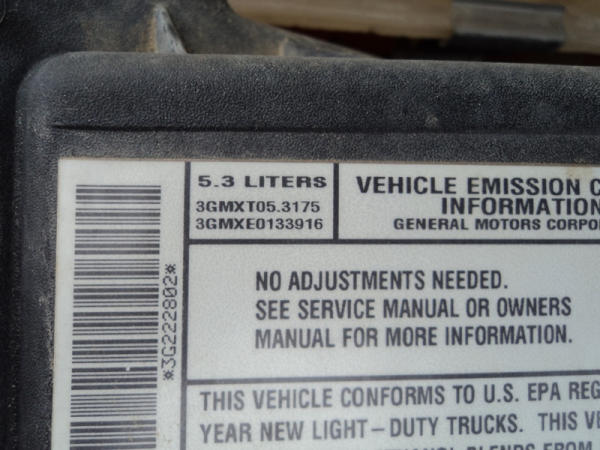 5.3 LITERS
3GMXT05.3175
3GMXE0133916
VEHICLE EMISSION C
INFORMATION
GENERAL MOTORS CORPO
*3G222802*
NO ADJUSTMENTS NEEDED.
SEE SERVICE MANUAL OR OWNERS
MANUAL FOR MORE INFORMATION.
THIS VEHICLE CONFORMS TO U.S. EPA REG
YEAR NEW LIGHT-DUTY TRUCKS. THIS VE
BLENDS FROM